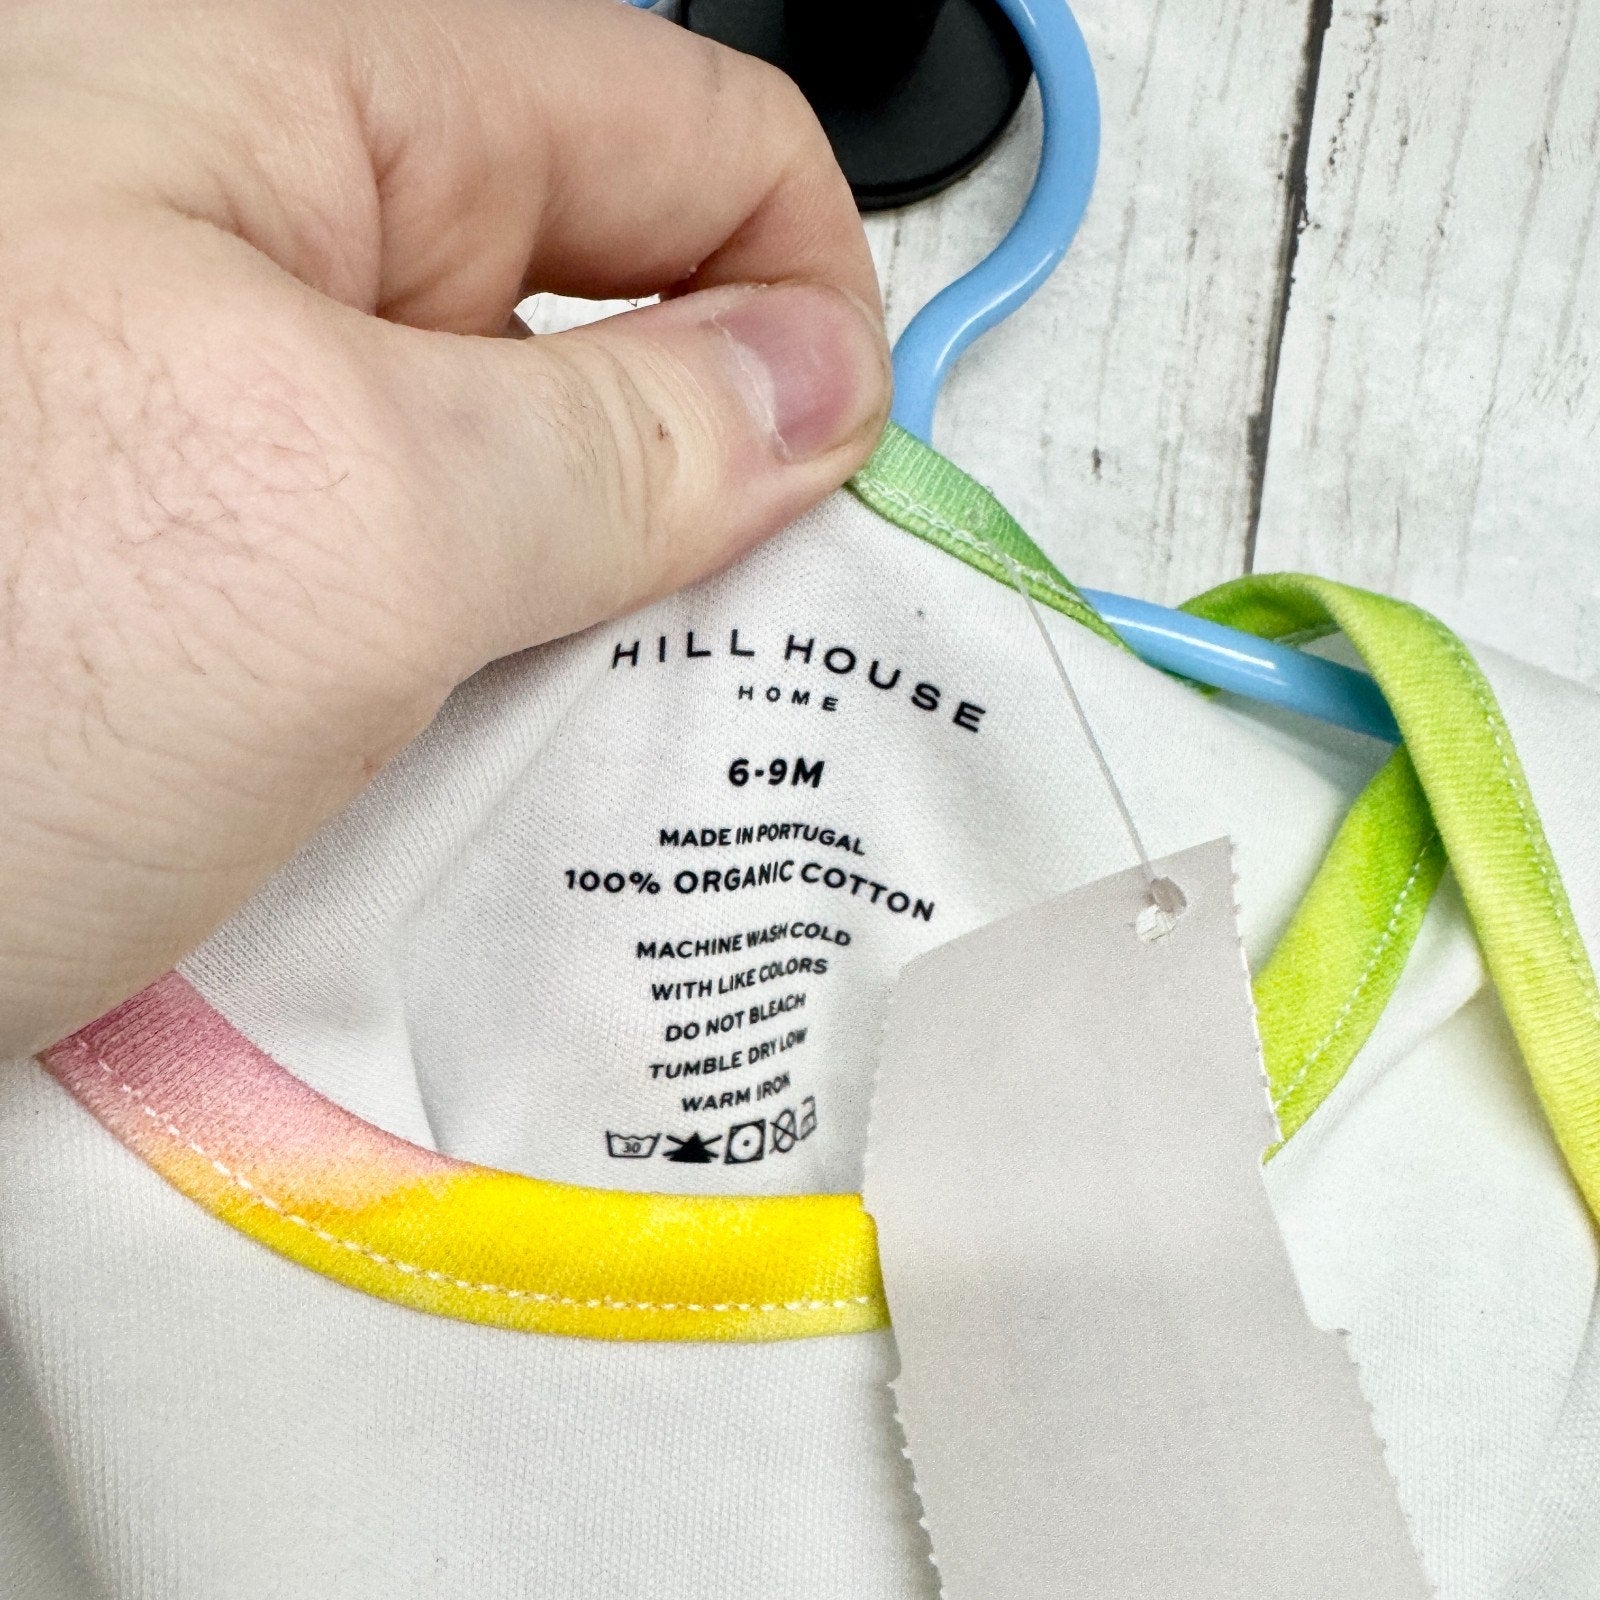 HILL HOUSE
HOME
6-9M
MADE IN PORTUGAL
100% ORGANIC COTTON
MACHINE WASH COLD
WITH LIKE COLORS
DO NOT BLEACH
TUMBLE DRY LOW
WARM IRON
30